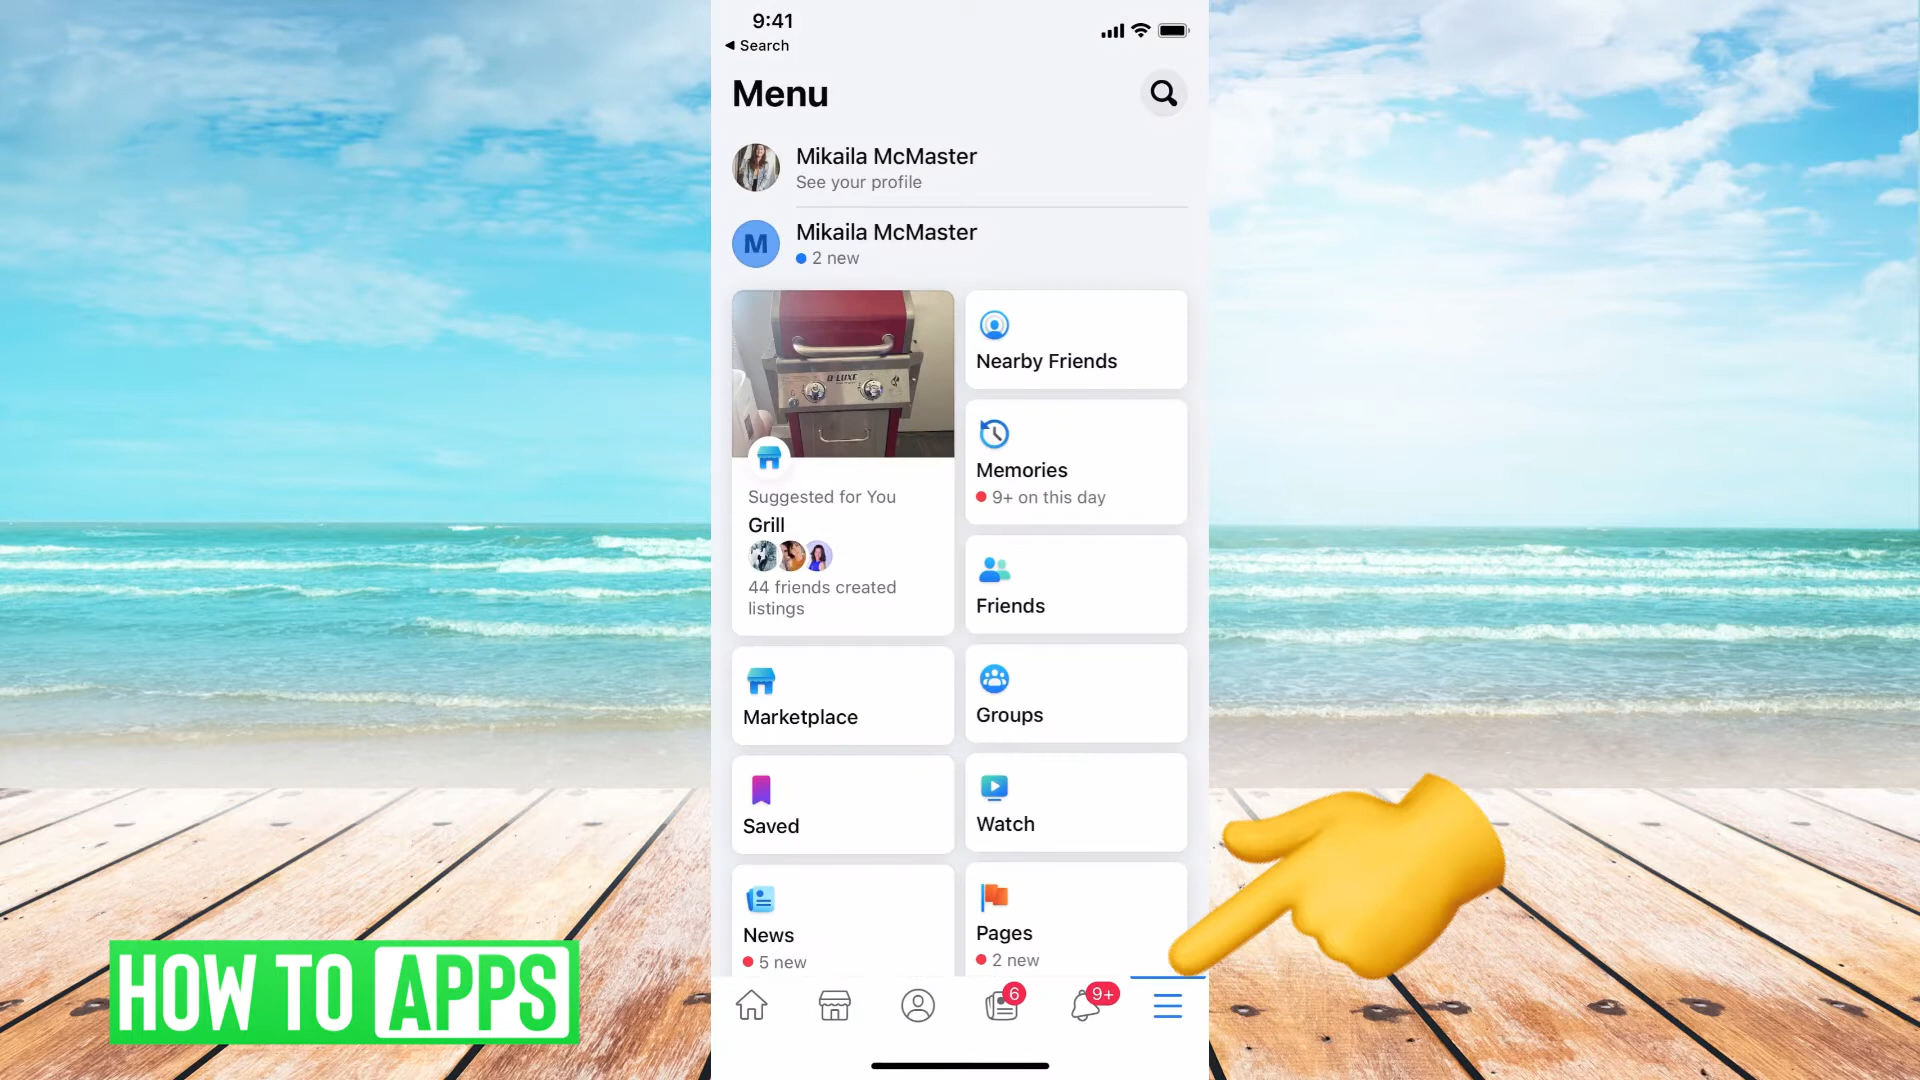 9:41
Search
Menu
Mikaila McMaster
See your profile
M
Mikaila McMaster
2 new
D-LUXE
Suggested for You
Grill
44 friends created
listings
Marketplace
Saved
News
5 new
Nearby Friends
Memories
9+ on this day
Friends
Groups
Watch
Pages
2 new
6
9+
HOW TO APPS